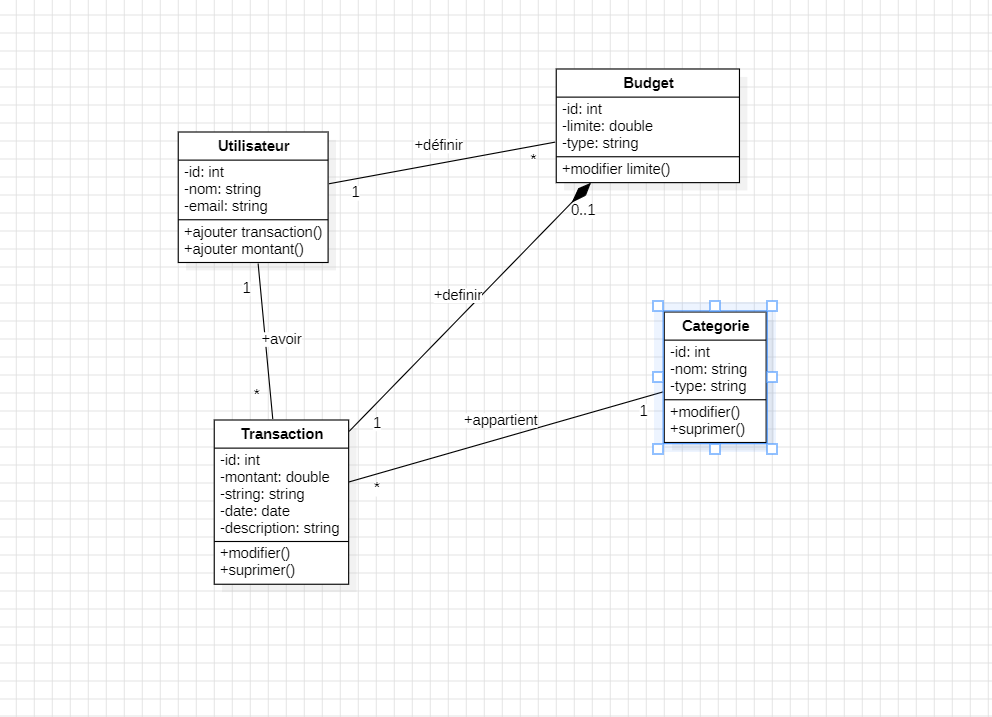 Budget
-id: int
-limite: double
-type: string
+modifier limite()
Utilisateur
-id: int
-nom: string
-email: string
+ajouter transaction()
+ajouter montant()
+définir
1
*
0..1
+definir
1
1
+avoir
*
Categorie
-id: int
-nom: string
-type: string
+modifier()
+suprimer()
+appartient
1
*
Transaction
-id: int
-montant: double
-string: string
-date: date
-description: string
+modifier()
+suprimer()